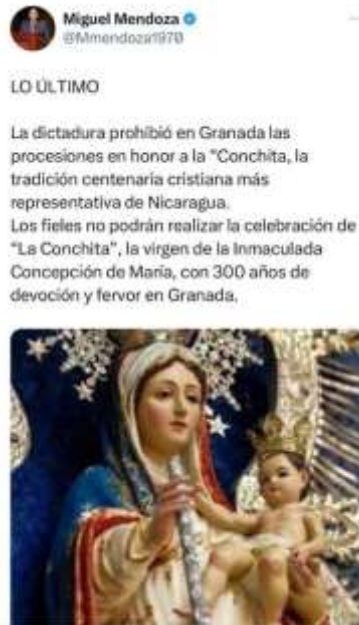 Miguel Mendoza
@Mmendoza1970
LO ÚLTIMO
La dictadura prohíbió en Granada las
procesiones en honor a la "Conchita, la
tradición centenaria cristiana más
representativa de Nicaragua.
Los fieles no podrán realizar la celebración de
"La Conchita", la virgen de la Inmaculada
Concepción de María, con 300 años de
devoción y fervor en Granada.